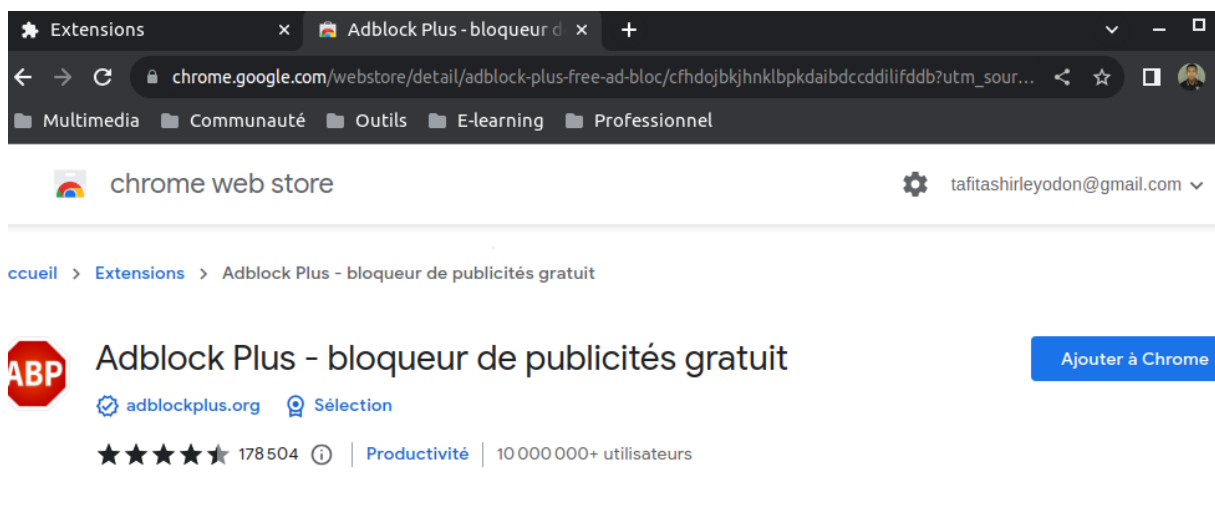 Extensions
Adblock Plus - bloqueur d
chrome.google.com/webstore/detail/adblock-plus-free-ad-bloc/cfhdojbkjhnklbpkdaibdccddilifddb?utm_sour...
Multimedia Communauté Outils E-learning Professionnel
chrome web store
tafitashirleyodon@gmail.com
ccueil > Extensions > Adblock Plus - bloqueur de publicités gratuit
ABP
Adblock Plus - bloqueur de publicités gratuit
Ajouter à Chrome
adblockplus.org Sélection
178 504 Productivité 10 000 000+ utilisateurs